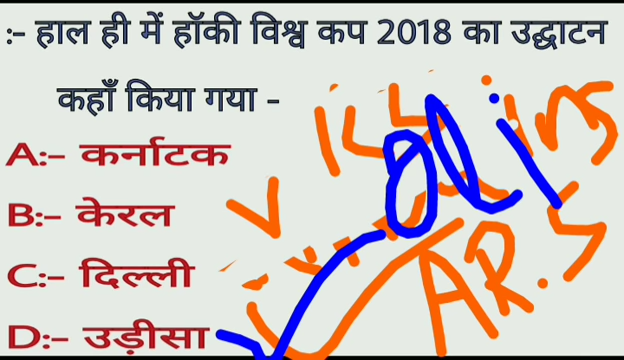 :- हाल ही में हॉकी विश्व कप 2018 का उद्घाटन
कहाँ किया गया -
A:- कर्नाटक
B:- केरल
C:- दिल्ली
D:- उड़ीसा